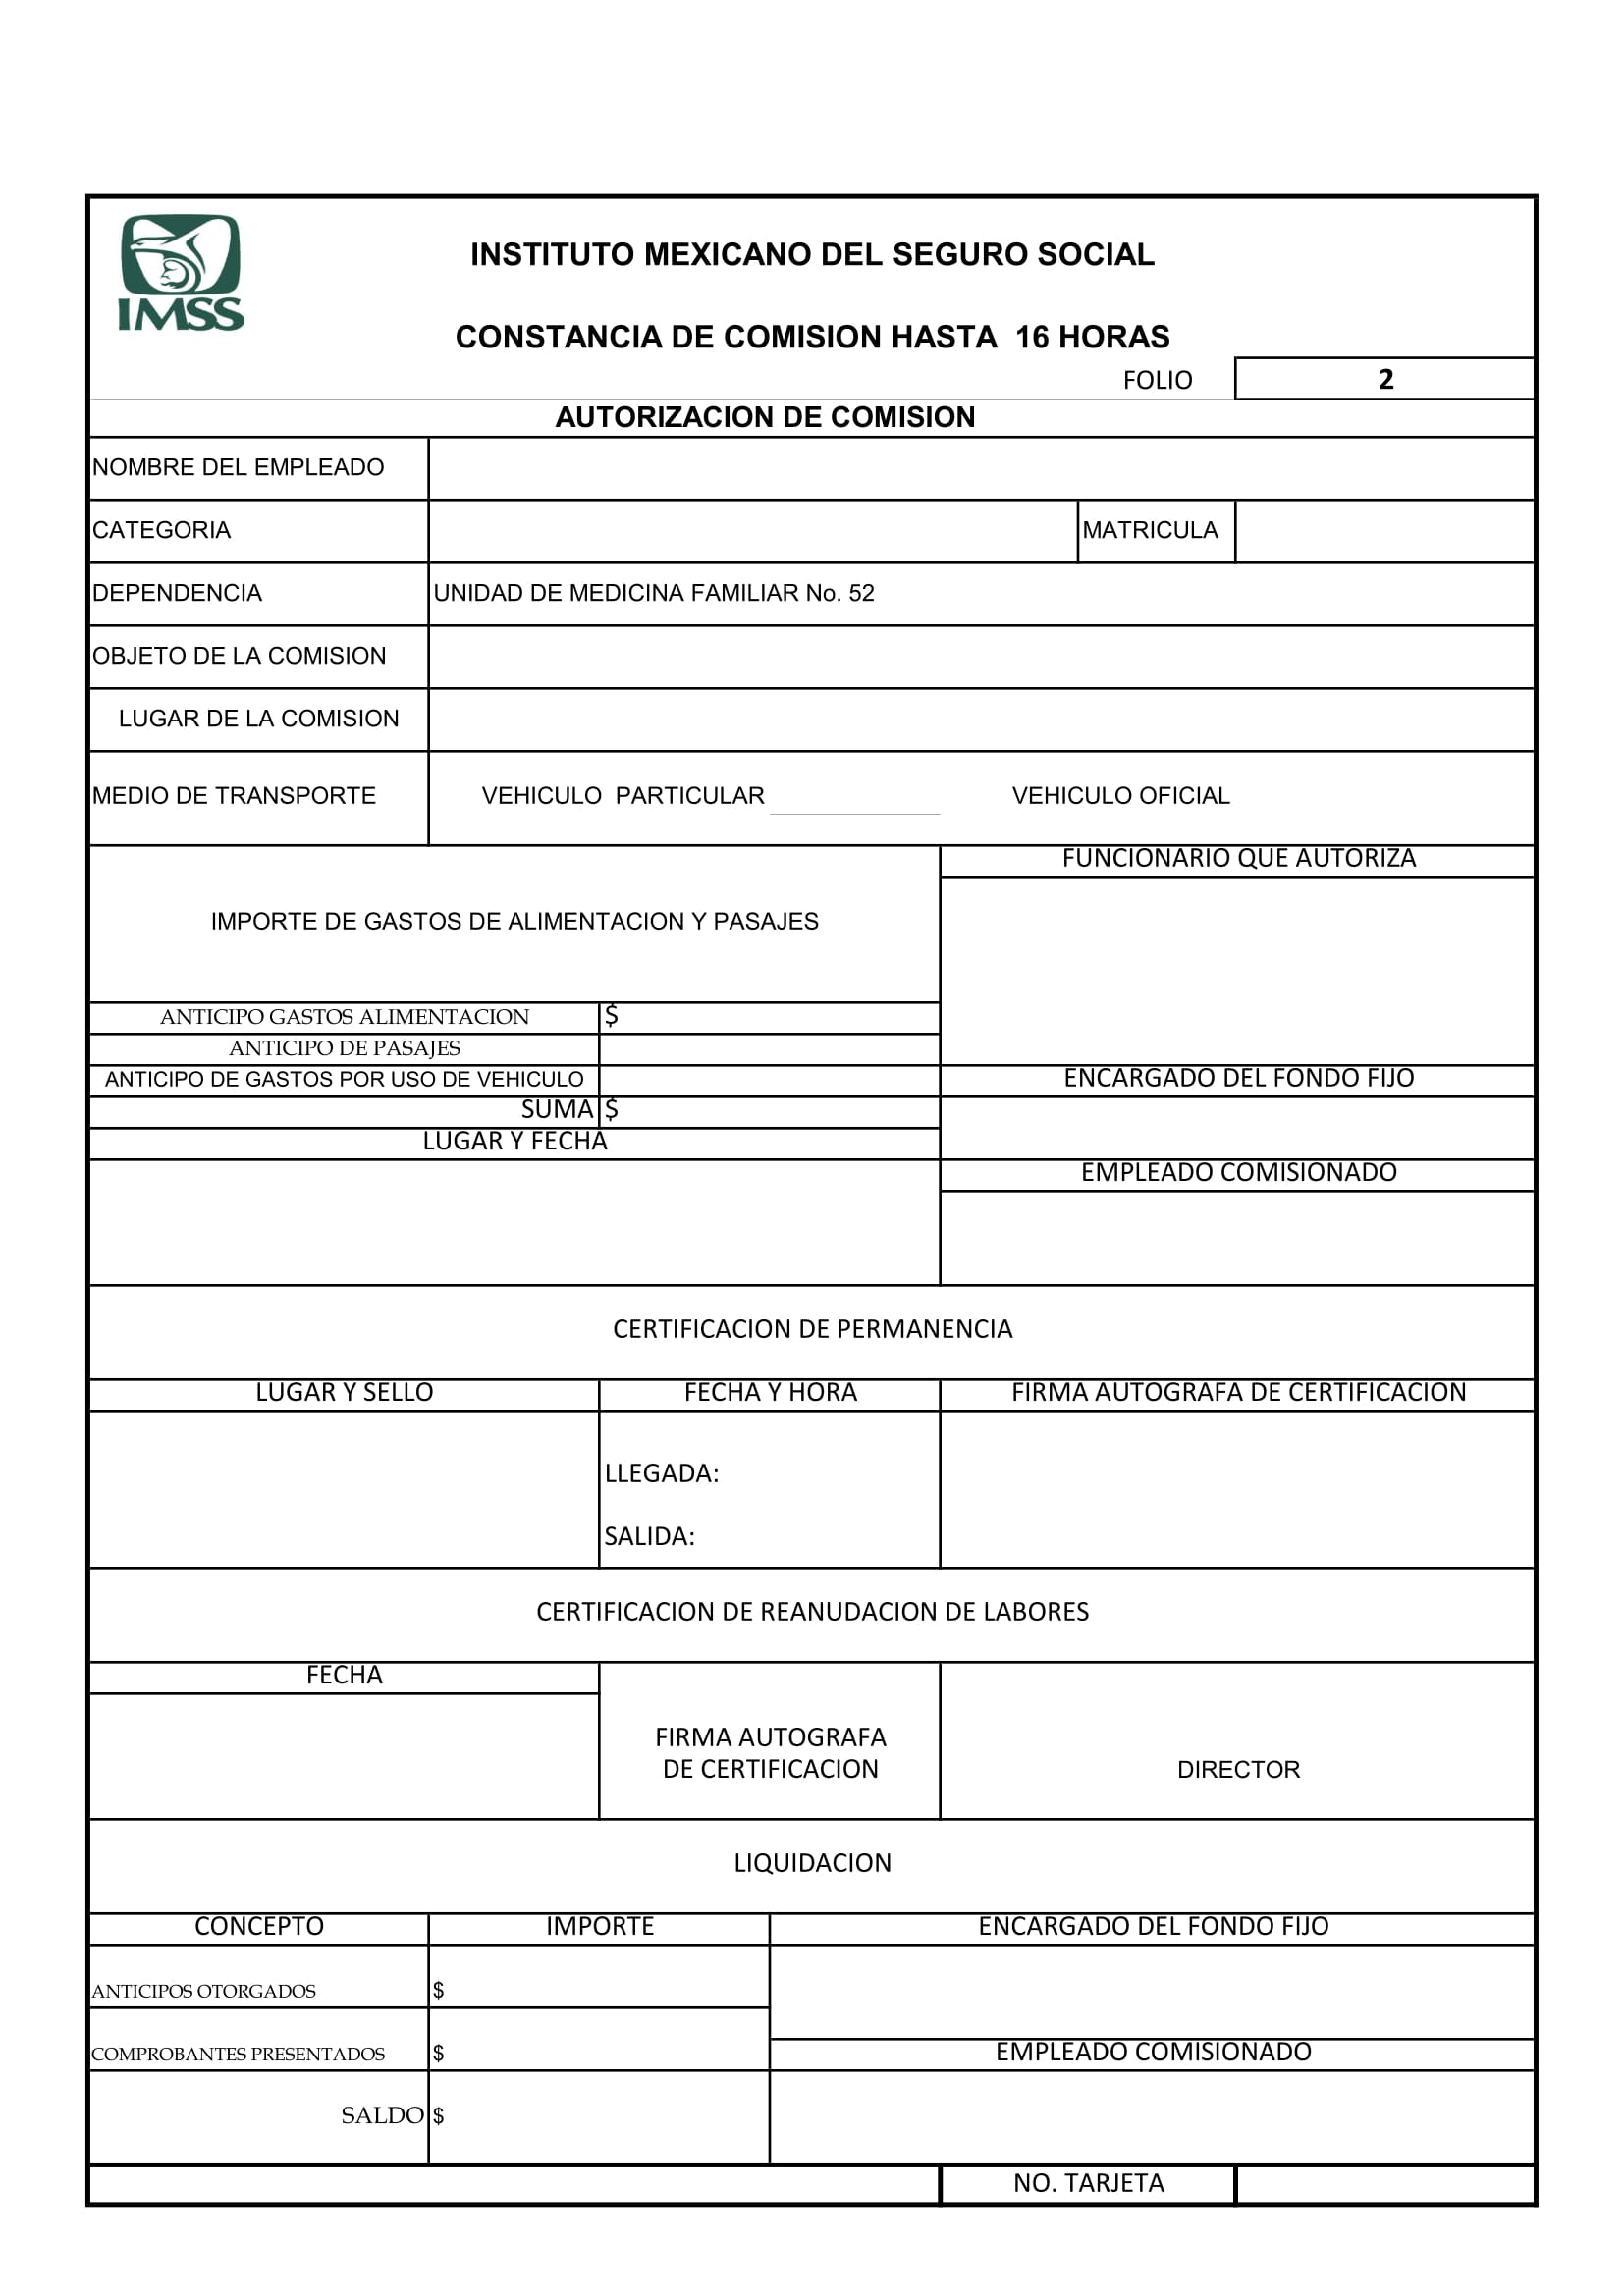 IMSS
INSTITUTO MEXICANO DEL SEGURO SOCIAL
CONSTANCIA DE COMISION HASTA 16 HORAS
FOLIO 2
AUTORIZACION DE COMISION
NOMBRE DEL EMPLEADO
CATEGORIA MATRICULA
DEPENDENCIA UNIDAD DE MEDICINA FAMILIAR No. 52
OBJETO DE LA COMISION
LUGAR DE LA COMISION
MEDIO DE TRANSPORTE VEHICULO PARTICULAR VEHICULO OFICIAL
FUNCIONARIO QUE AUTORIZA
IMPORTE DE GASTOS DE ALIMENTACION Y PASAJES
ANTICIPO GASTOS ALIMENTACION $
ANTICIPO DE PASAJES
ANTICIPO DE GASTOS POR USO DE VEHICULO ENCARGADO DEL FONDO FIJO
SUMA $
LUGAR Y FECHA
EMPLEADO COMISIONADO
CERTIFICACION DE PERMANENCIA
LUGAR Y SELLO FECHA Y HORA FIRMA AUTOGRAFA DE CERTIFICACION
LLEGADA:
SALIDA:
CERTIFICACION DE REANUDACION DE LABORES
FECHA
FIRMA AUTOGRAFA
DE CERTIFICACION DIRECTOR
LIQUIDACION
CONCEPTO IMPORTE ENCARGADO DEL FONDO FIJO
ANTICIPOS OTORGADOS $
COMPROBANTES PRESENTADOS $ EMPLEADO COMISIONADO
SALDO $
NO. TARJETA